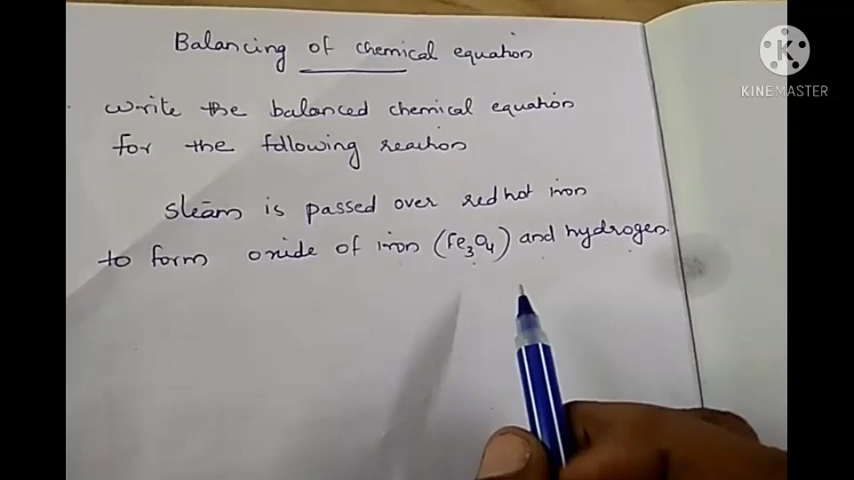 Balancing of chemical equation
K
KINEMASTER
write the balanced chemical equation
for the following reaction
steam is passed over red hot iron
to form oxide of iron (Fe3O4) and hydrogen.